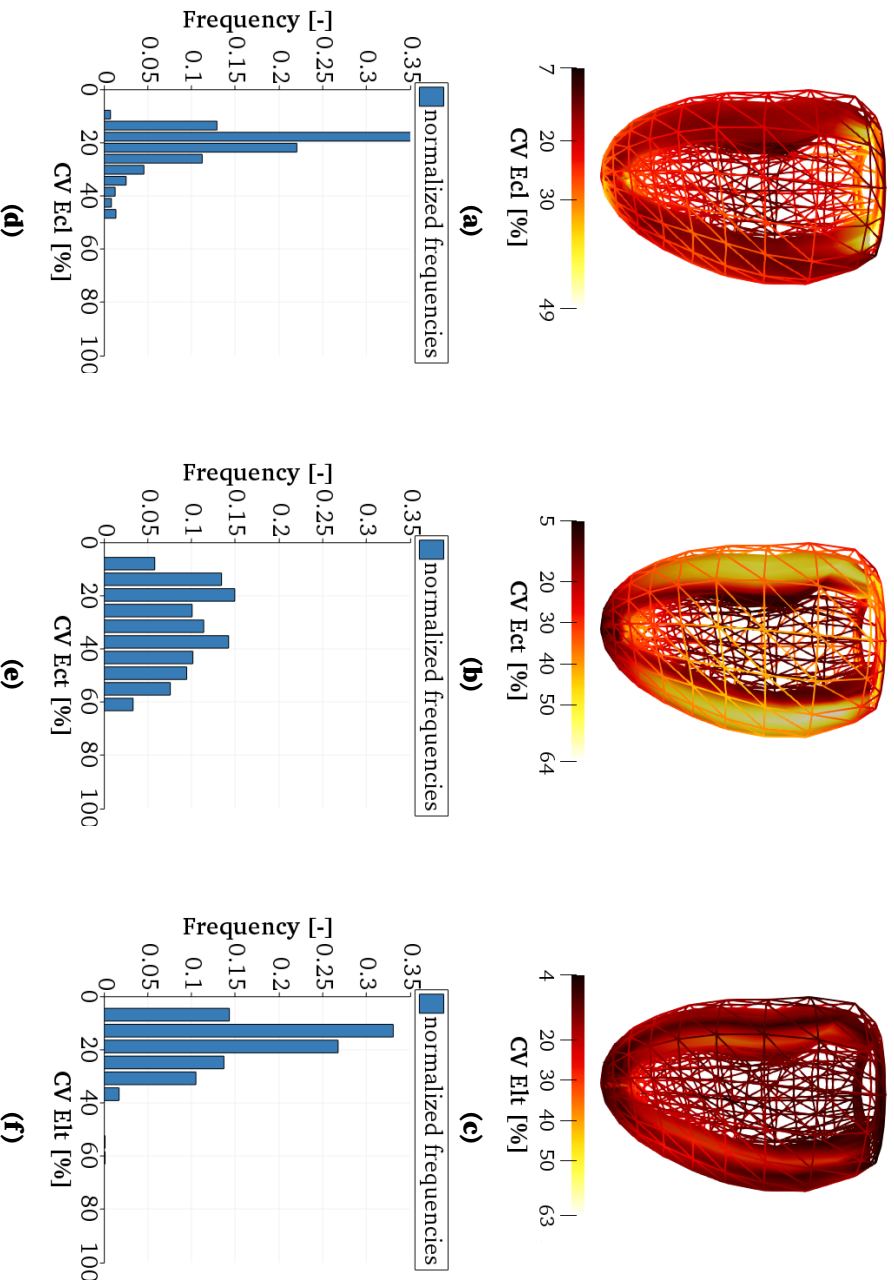 7 20 30 49
CV Ecl [%]
(a)
5 20 30 40 50 64
CV Ect [%]
(b)
4 20 30 40 50 63
CV Elt [%]
(c)
normalized frequencies
Frequency [-]
0.35
0.3
0.25
0.2
0.15
0.1
0.05
0
0 20 40 60 80 100
CV Ecl [%]
(d)
normalized frequencies
Frequency [-]
0.35
0.3
0.25
0.2
0.15
0.1
0.05
0
0 20 40 60 80 100
CV Ect [%]
(e)
normalized frequencies
Frequency [-]
0.35
0.3
0.25
0.2
0.15
0.1
0.05
0
0 20 40 60 80 100
CV Elt [%]
(f)